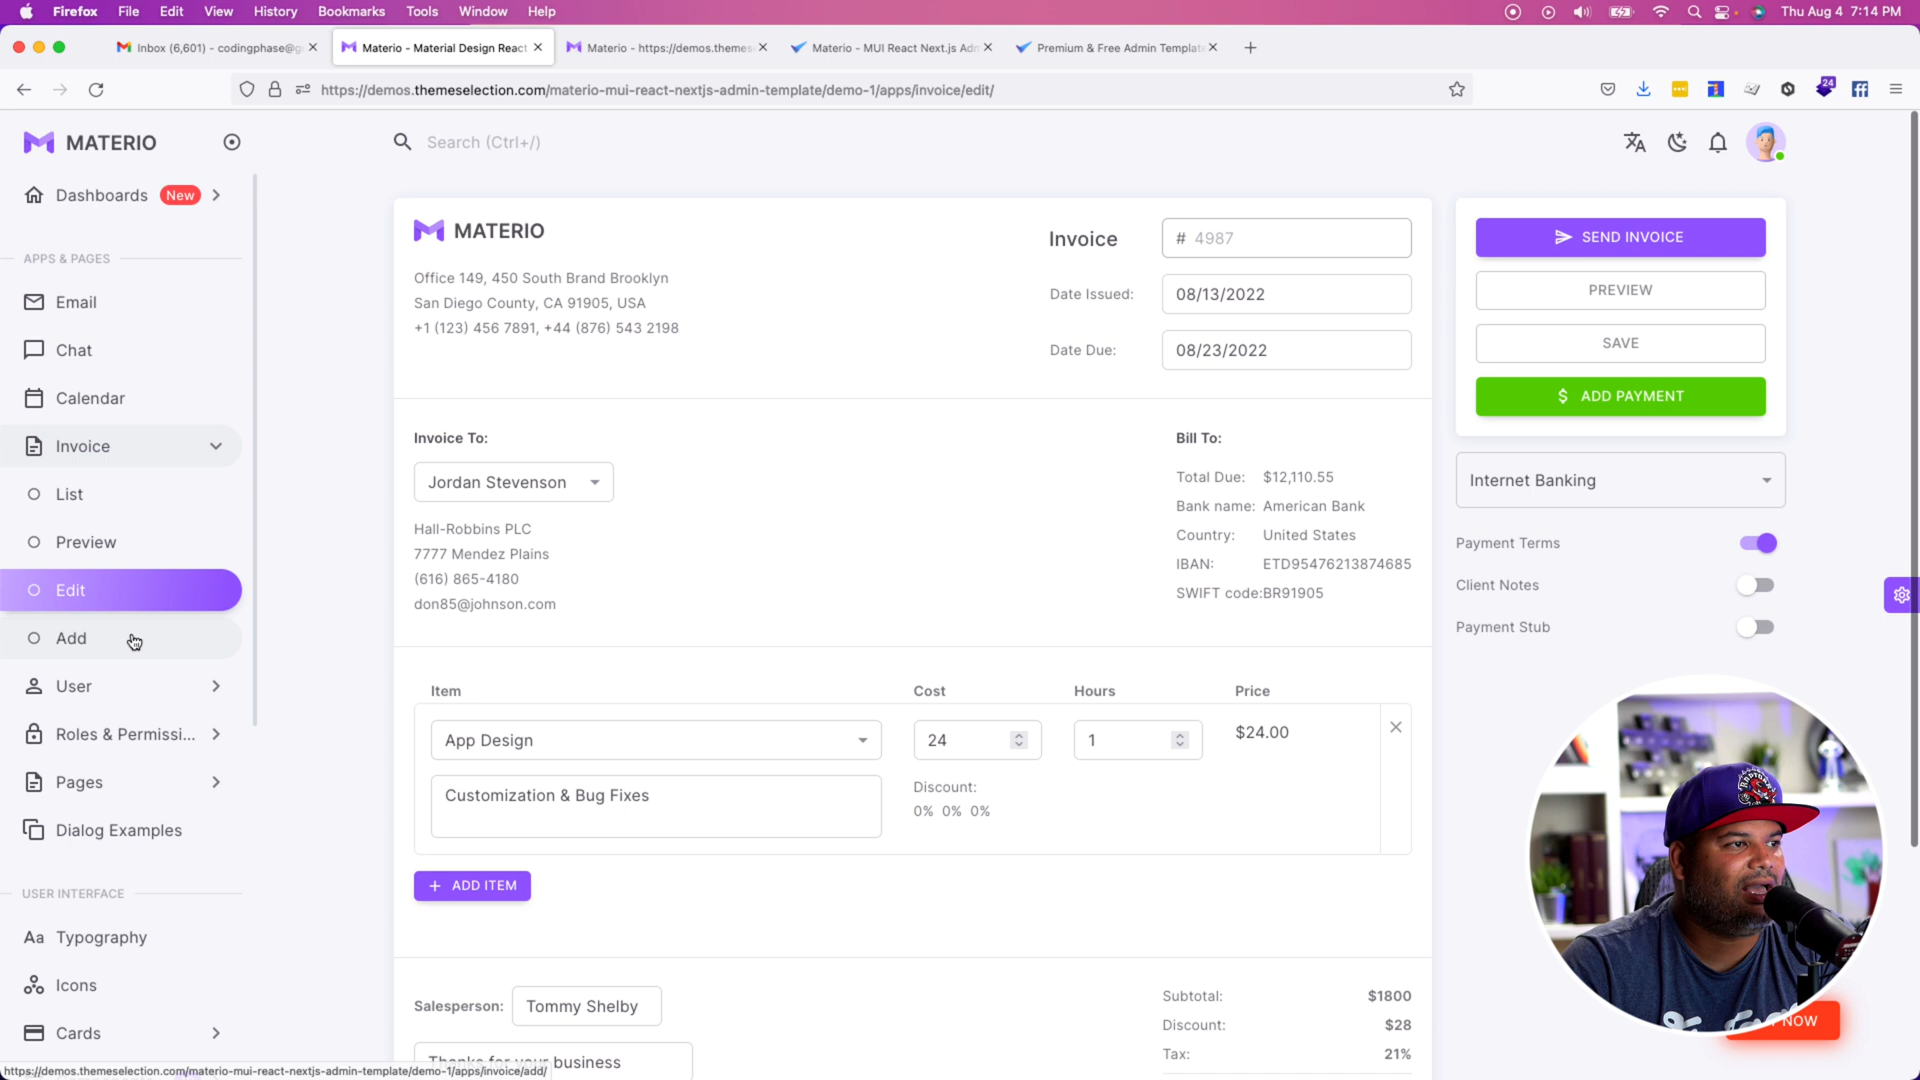 Firefox File Edit View History Bookmarks Tools Window Help Thu Aug 4 7:14 PM
Inbox (6,601) - codingphase@g Materio - Material Design React Materio - https://demos.themes Materio - MUI React Next.js Adm Premium & Free Admin Template
https://demos.themeselection.com/materio-mui-react-nextjs-admin-template/demo-1/apps/invoice/edit/
24
MATERIO
Search (Ctrl+/)
Dashboards New
APPS & PAGES
Email
Chat
Calendar
Invoice
List
Preview
Edit
Add
User
Roles & Permissi...
Pages
Dialog Examples
USER INTERFACE
Aa Typography
Icons
Cards
MATERIO
Office 149, 450 South Brand Brooklyn
San Diego County, CA 91905, USA
+1 (123) 456 7891, +44 (876) 543 2198
Invoice # 4987
Date Issued: 08/13/2022
Date Due: 08/23/2022
Invoice To:
Jordan Stevenson
Hall-Robbins PLC
7777 Mendez Plains
(616) 865-4180
don85@johnson.com
Bill To:
Total Due: $12,110.55
Bank name: American Bank
Country: United States
IBAN: ETD95476213874685
SWIFT code:BR91905
Item Cost Hours Price
App Design 24 1 $24.00
Customization & Bug Fixes
Discount:
0% 0% 0%
+ ADD ITEM
Salesperson: Tommy Shelby
Thanks for your business
Subtotal: $1800
Discount: $28
Tax: 21%
SEND INVOICE
PREVIEW
SAVE
$ ADD PAYMENT
Internet Banking
Payment Terms
Client Notes
Payment Stub
RAPTORS
NOW
https://demos.themeselection.com/materio-mui-react-nextjs-admin-template/demo-1/apps/invoice/add/